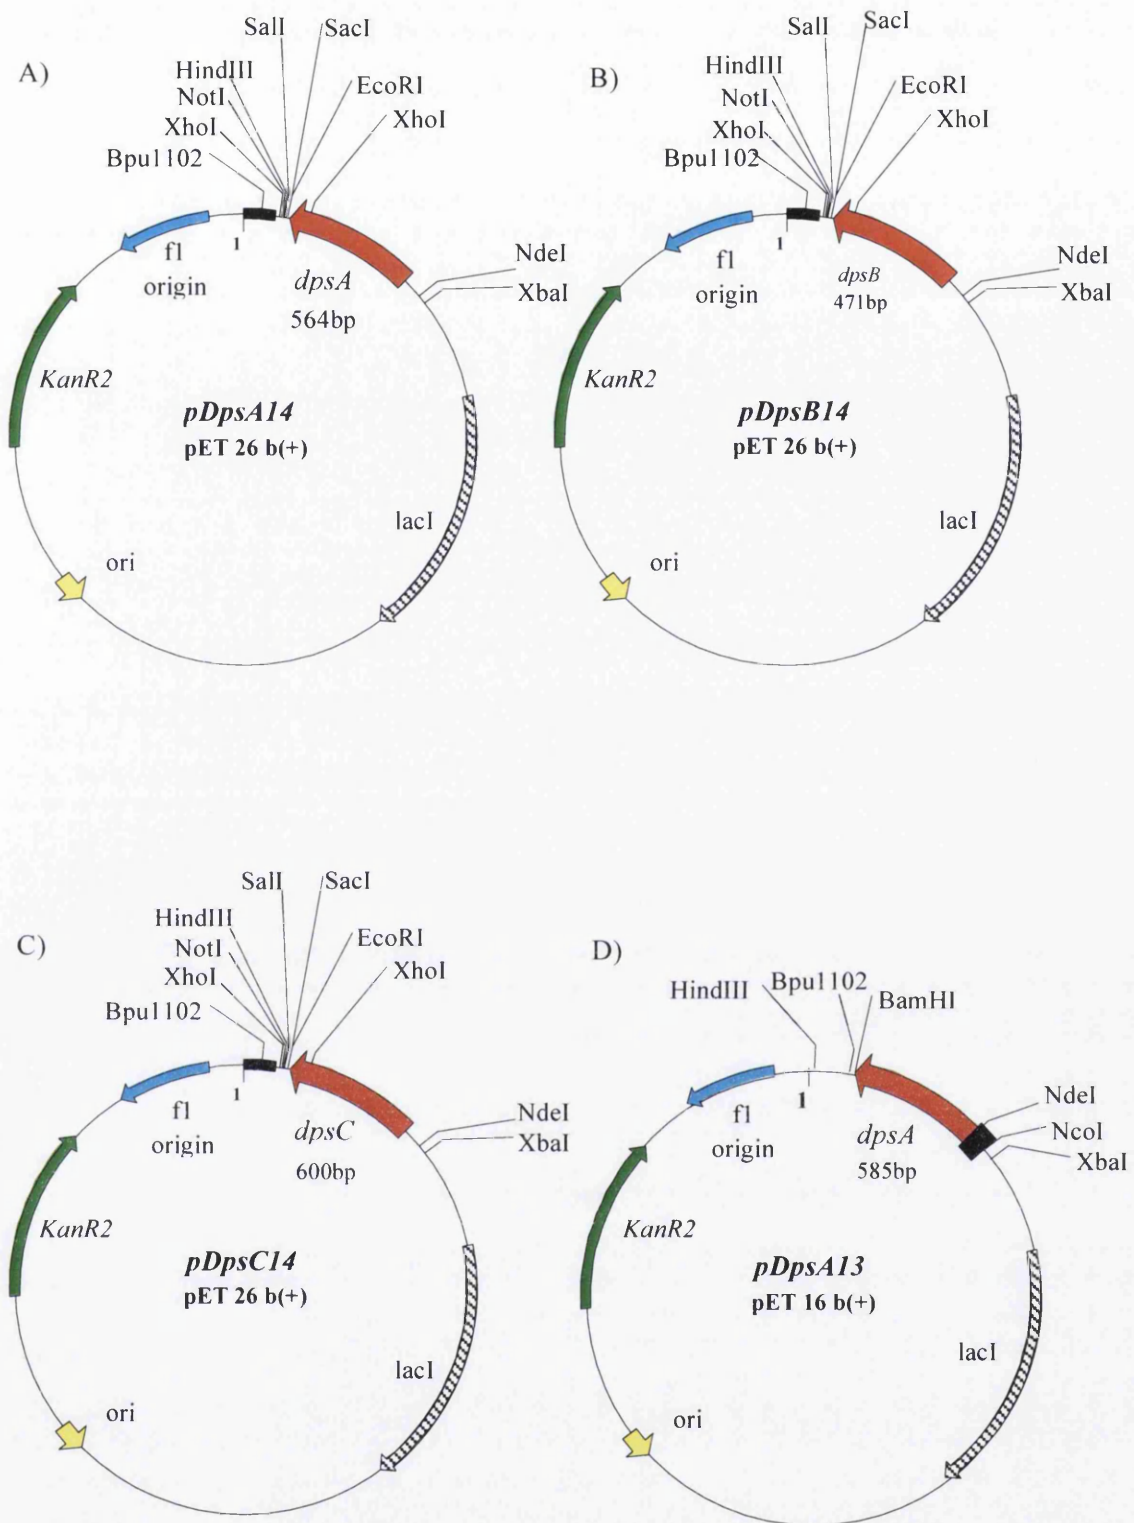 A)
SalI
SacI
HindIII
NotI
XhoI
Bpu1102
EcoRI
XhoI
NdeI
XbaI
1
f1
origin
dpsA
564bp
KanR2
pDpsA14
pET 26 b(+)
lacI
ori
B)
SalI
SacI
HindIII
NotI
XhoI
Bpu1102
EcoRI
XhoI
NdeI
XbaI
1
f1
origin
dpsB
471bp
KanR2
pDpsB14
pET 26 b(+)
lacI
ori
C)
SalI
SacI
HindIII
NotI
XhoI
Bpu1102
EcoRI
XhoI
NdeI
XbaI
1
f1
origin
dpsC
600bp
KanR2
pDpsC14
pET 26 b(+)
lacI
ori
D)
HindIII
Bpu1102
BamHI
NdeI
NcoI
XbaI
1
f1
origin
dpsA
585bp
KanR2
pDpsA13
pET 16 b(+)
lacI
ori